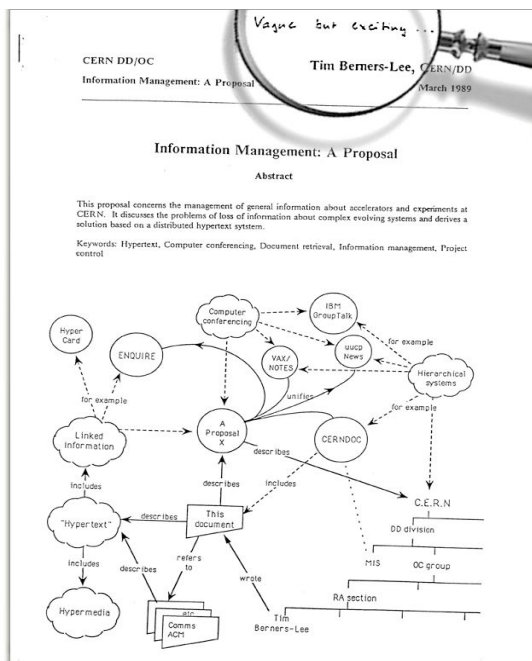 Vague but exciting ...
CERN DD/OC
Tim Berners-Lee, CERN/DD
Information Management: A Proposal
March 1989
Information Management: A Proposal
Abstract
This proposal concerns the management of general information about accelerators and experiments at
CERN. It discusses the problems of loss of information about complex evolving systems and derives a
solution based on a distributed hypertext sytstem.
Keywords: Hypertext, Computer conferencing, Document retrieval, Information management, Project
control
IBM
GroupTalk
Computer
conferencing
Hyper
Card
ENQUIRE
VAX/
NOTES
uucp
News
for example
Hierarchical
systems
for example
unifies
for example
Linked
information
A
Proposal
X
CERNDOC
describes
includes
describes
includes
C.E.R.N
"Hypertext"
describes
This
document
DD division
includes
describes
refers
to
wrote
MIS
OC group
RA section
Hypermedia
etc
Comms
ACM
Tim
Berners-Lee